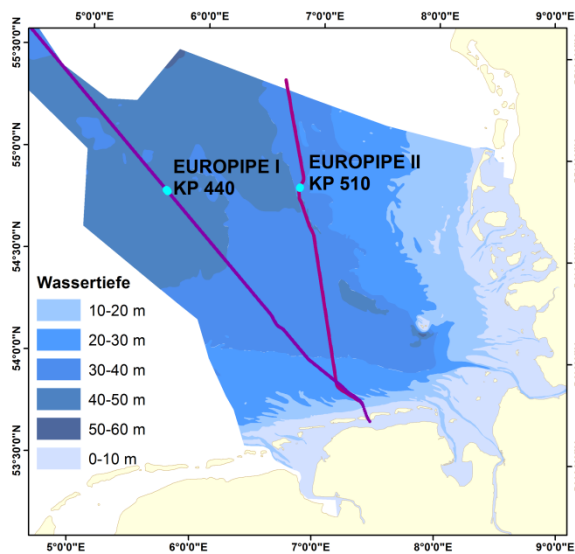 5°0'0"E
6°0'0"E
7°0'0"E
8°0'0"E
9°0'0"E
55°30'0"N
55°0'0"N
54°30'0"N
54°0'0"N
53°30'0"N
EUROPIPE I
KP 440
EUROPIPE II
KP 510
Wassertiefe
10-20 m
20-30 m
30-40 m
40-50 m
50-60 m
0-10 m
5°0'0"E
6°0'0"E
7°0'0"E
8°0'0"E
9°0'0"E